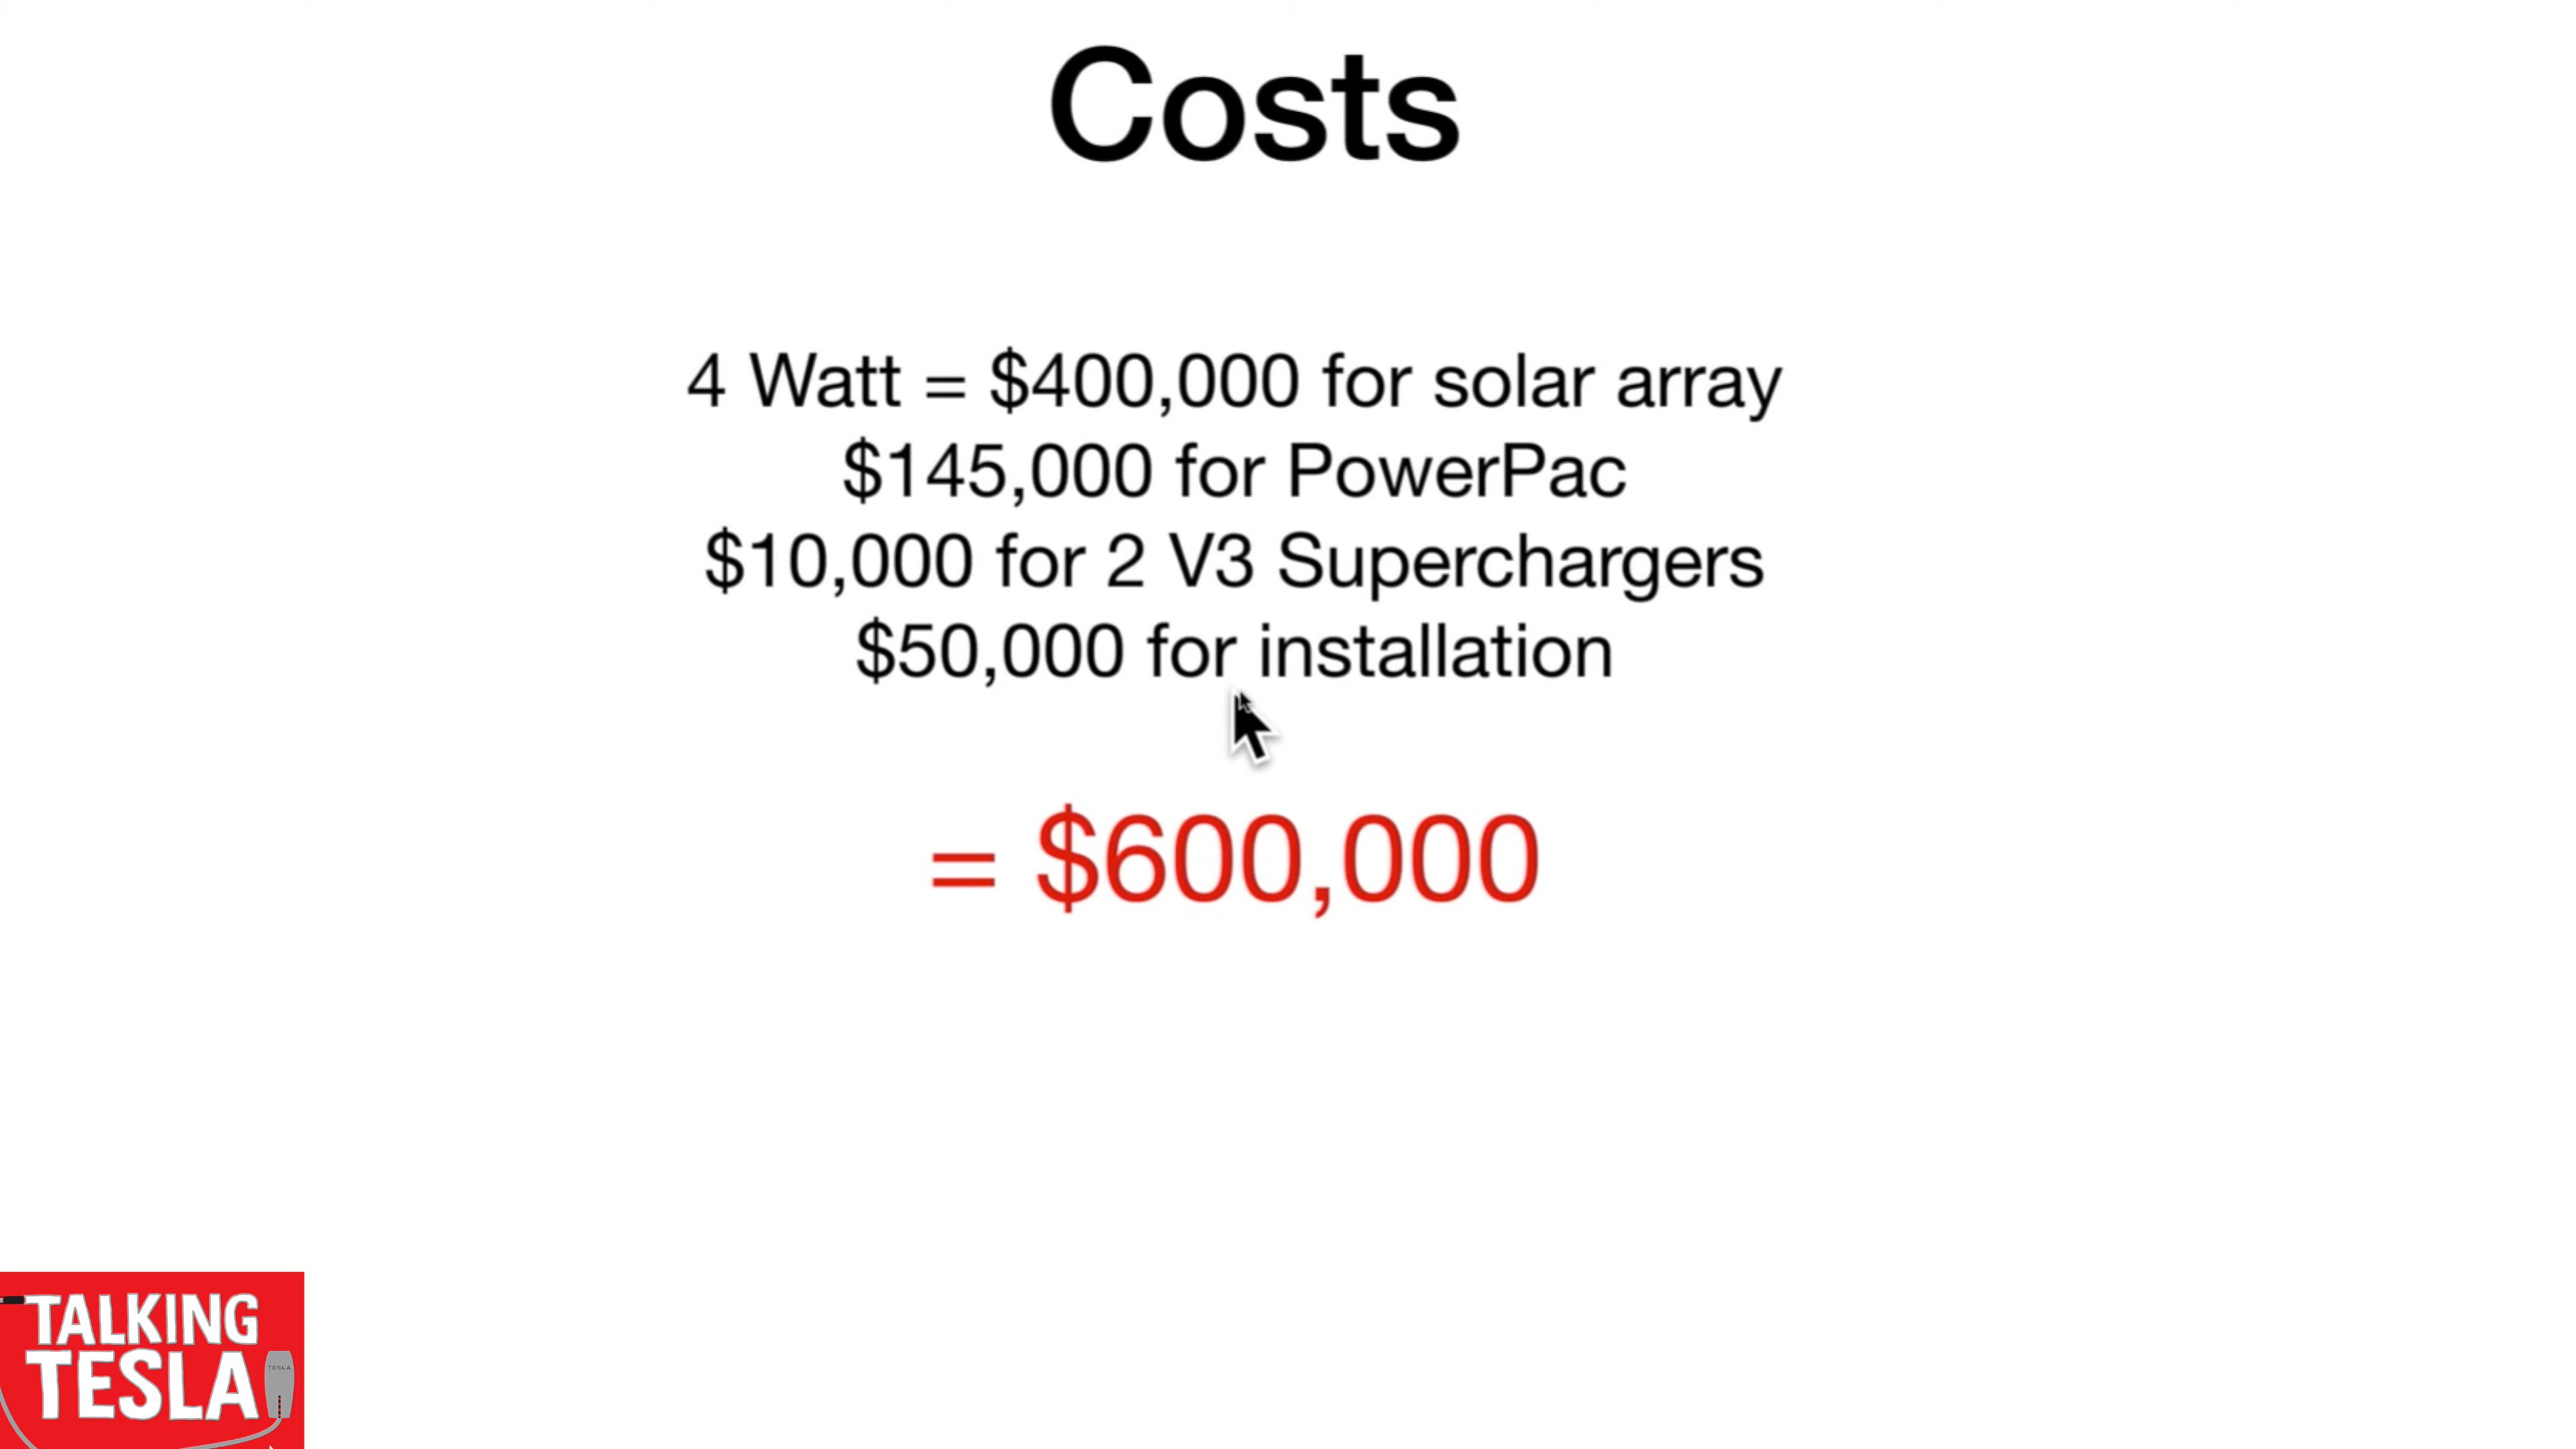 Costs
4 Watt = $400,000 for solar array
$145,000 for PowerPac
$10,000 for 2 V3 Superchargers
$50,000 for installation
= $600,000
TALKING
TESLA
TESLA